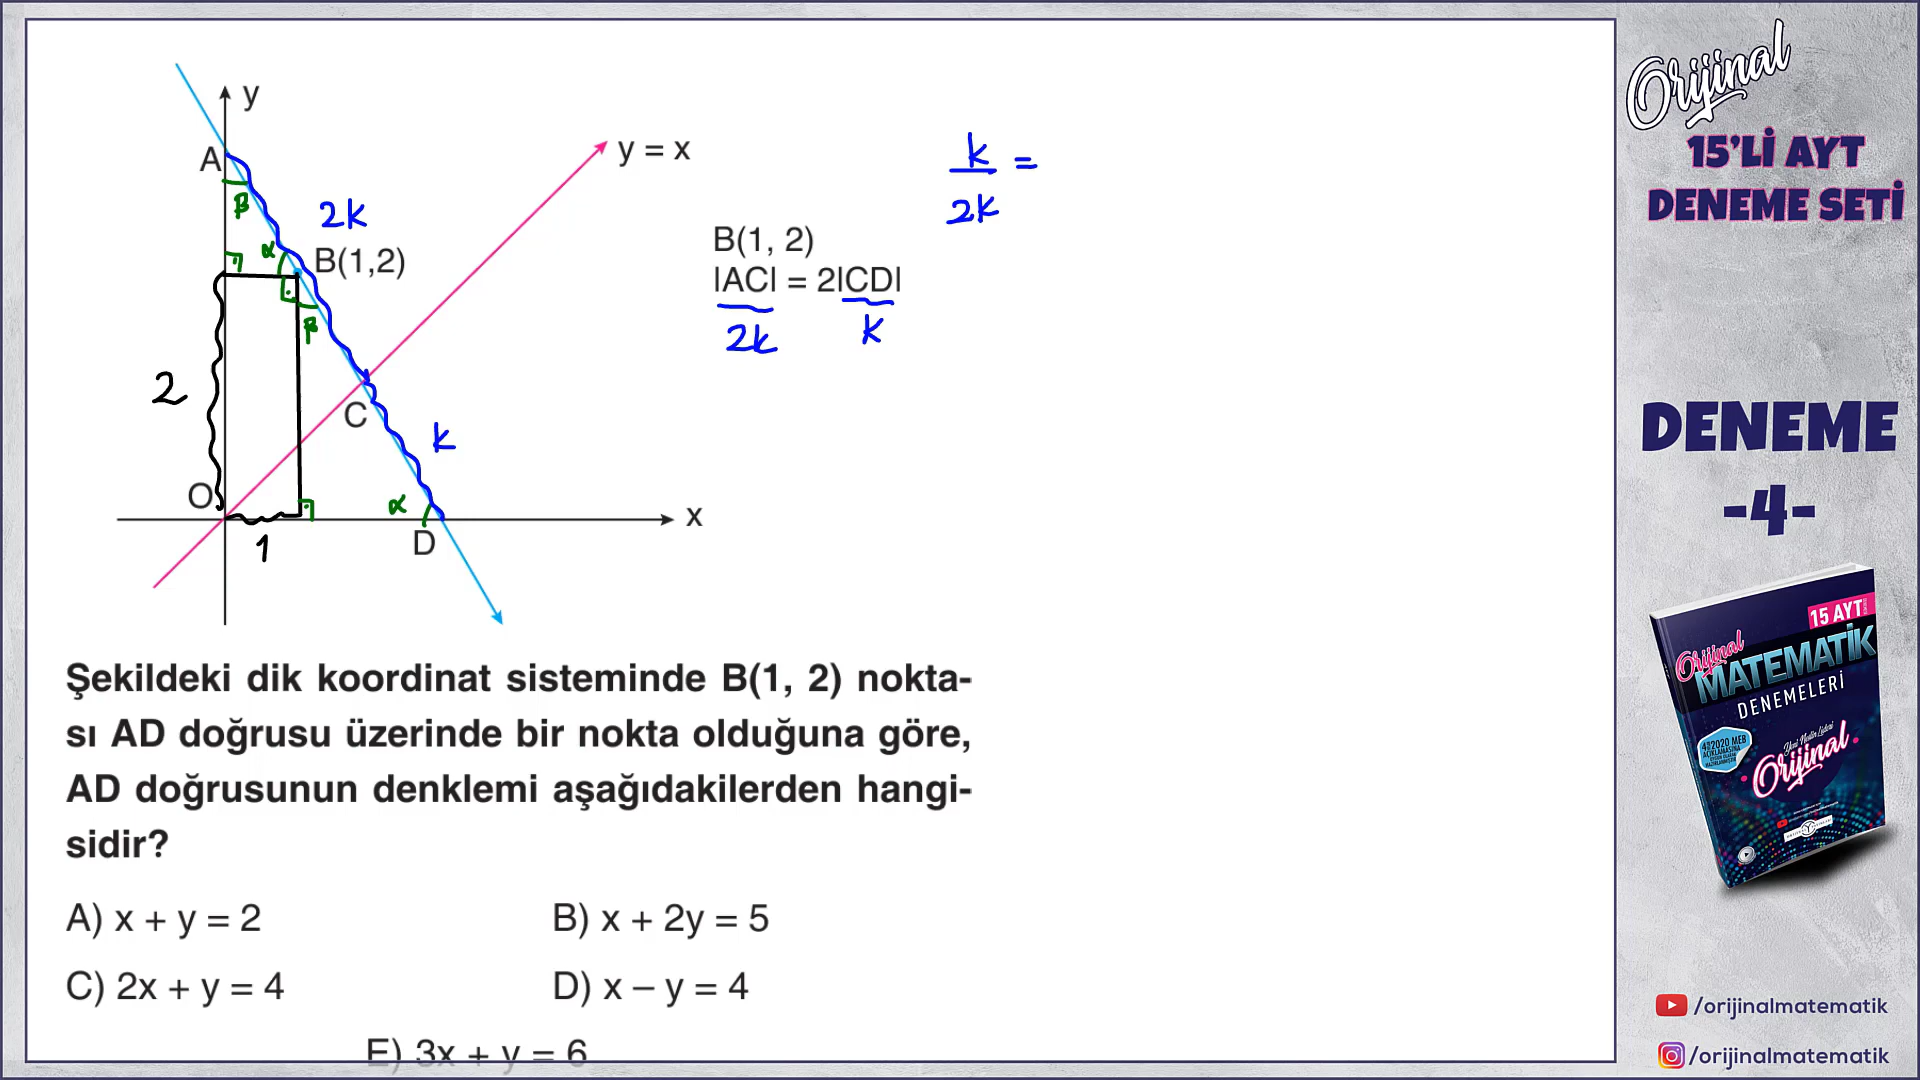 y
A
β
2k
α
B(1,2)
y = x
β
2
C
k
O
α
1
D
x
B(1, 2)
|AC| = 2|CD|
2k
k
k
2k
=
Şekildeki dik koordinat sisteminde B(1, 2) nokta-
sı AD doğrusu üzerinde bir nokta olduğuna göre,
AD doğrusunun denklemi aşağıdakilerden hangi-
sidir?
A) x + y = 2
B) x + 2y = 5
C) 2x + y = 4
D) x – y = 4
E) 3x + y = 6
Orijinal
15'Lİ AYT
DENEME SETİ
DENEME
-4-
15 AYT
Orijinal
MATEMATİK
DENEMELERİ
Yeni Neslin Lideri
Orijinal
/orijinalmatematik
/orijinalmatematik